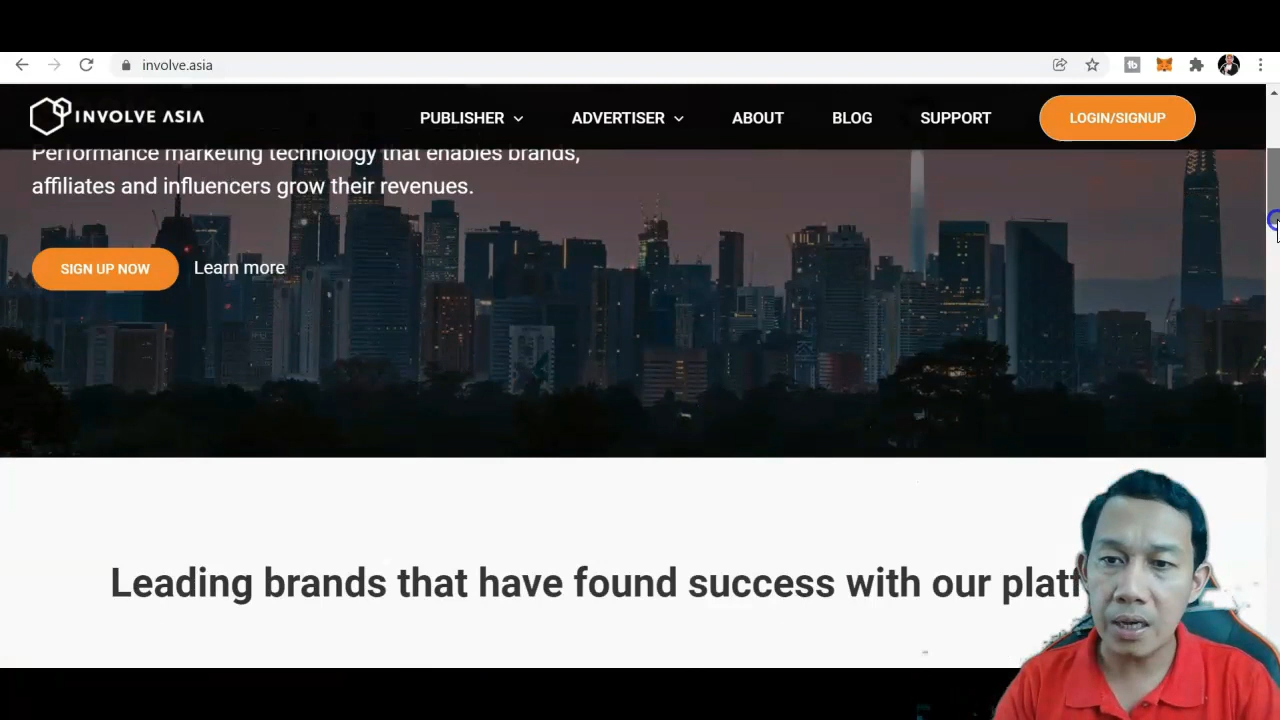 involve.asia
INVOLVE ASIA
PUBLISHER
ADVERTISER
ABOUT
BLOG
SUPPORT
LOGIN/SIGNUP
Performance marketing technology that enables brands,
affiliates and influencers grow their revenues.
SIGN UP NOW
Learn more
Leading brands that have found success with our platf